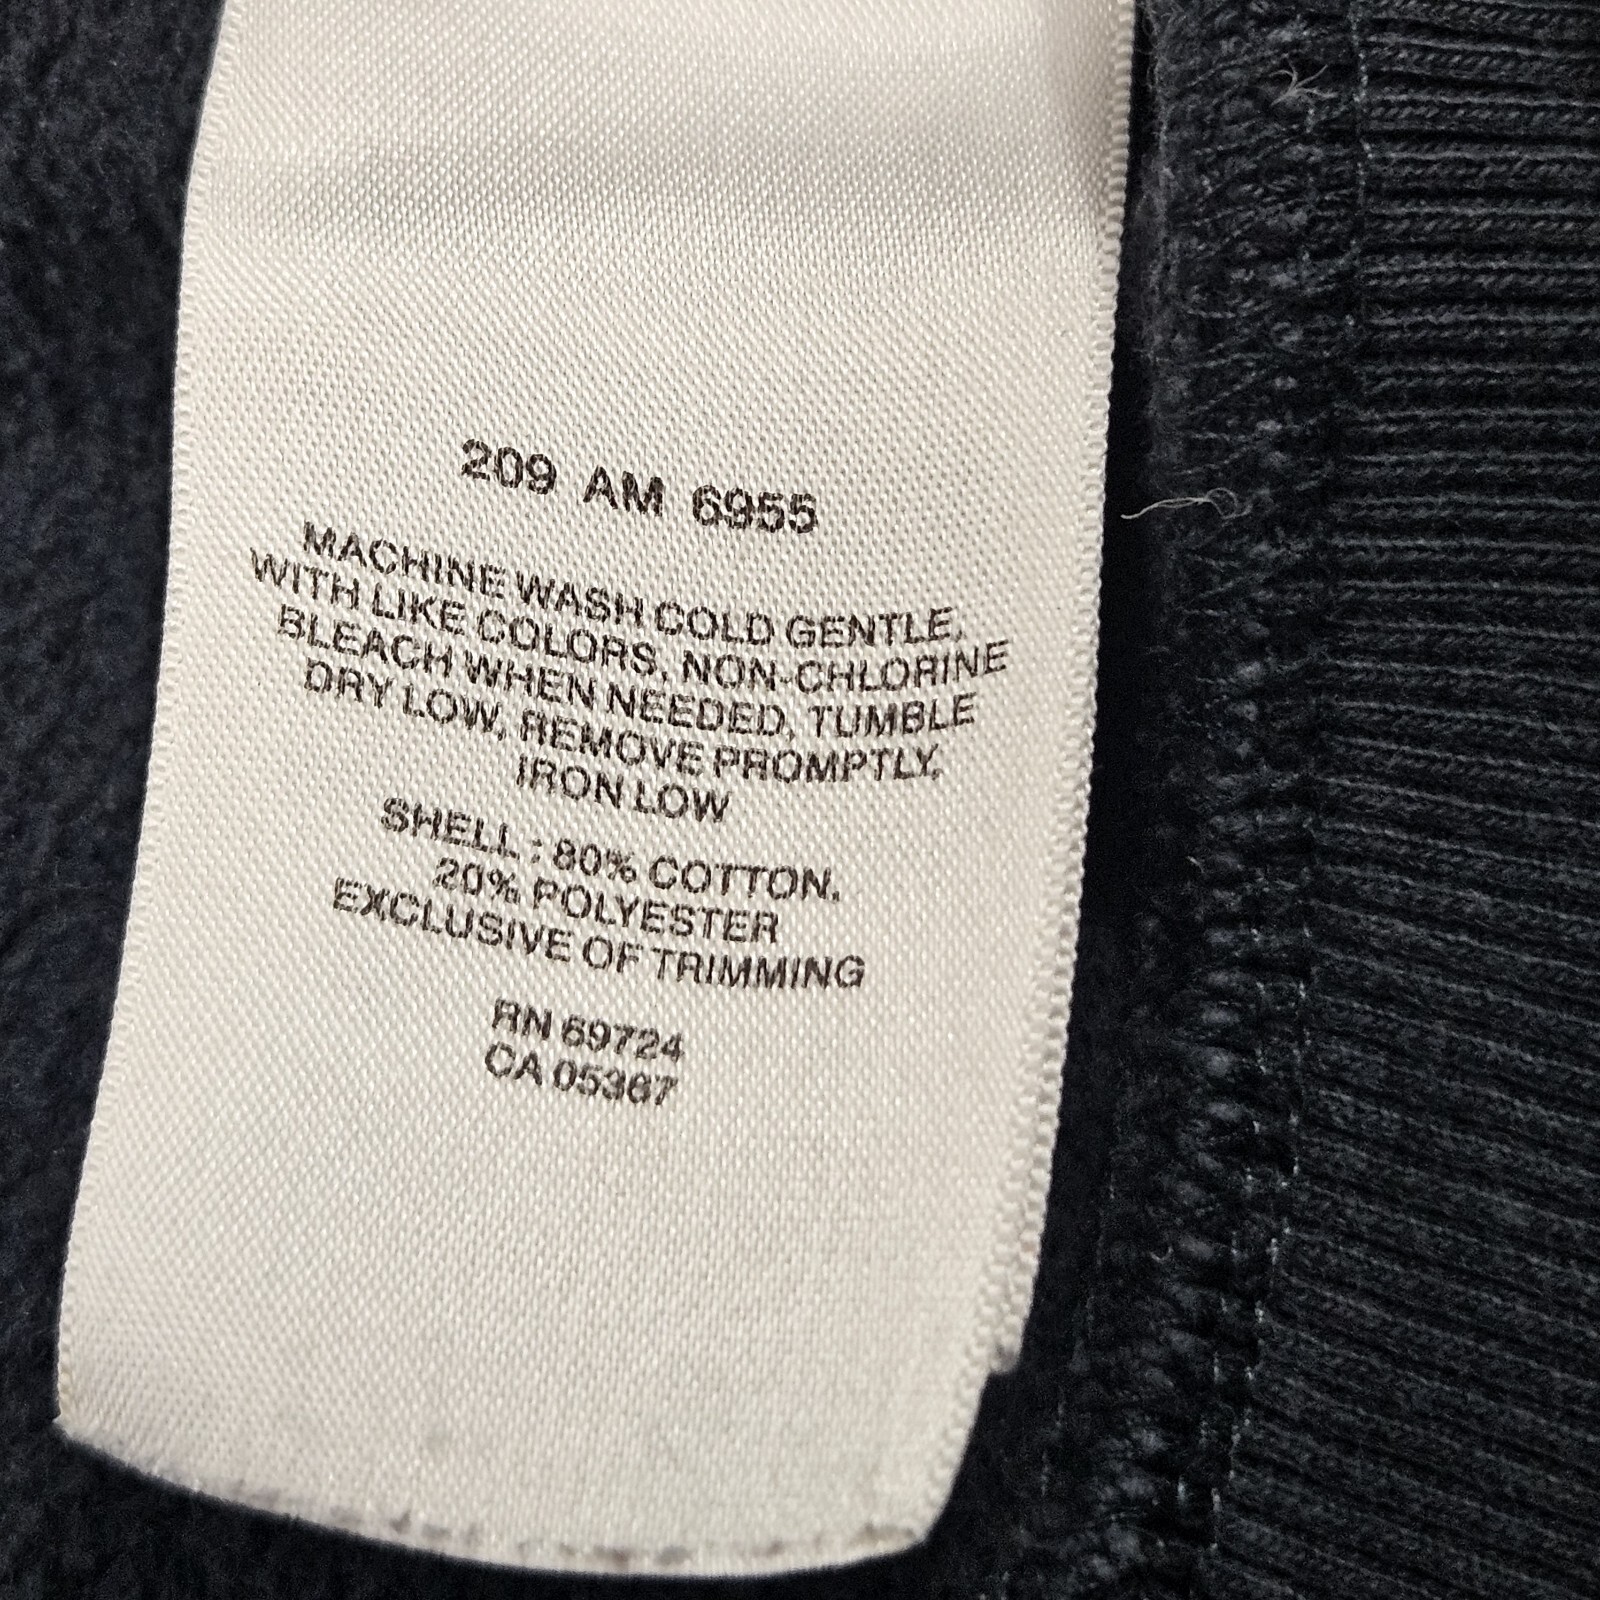 209 AM 6955
MACHINE WASH COLD GENTLE,
WITH LIKE COLORS, NON-CHLORINE
BLEACH WHEN NEEDED, TUMBLE
DRY LOW, REMOVE PROMPTLY,
IRON LOW
SHELL : 80% COTTON,
20% POLYESTER
EXCLUSIVE OF TRIMMING
RN 69724
CA 05367